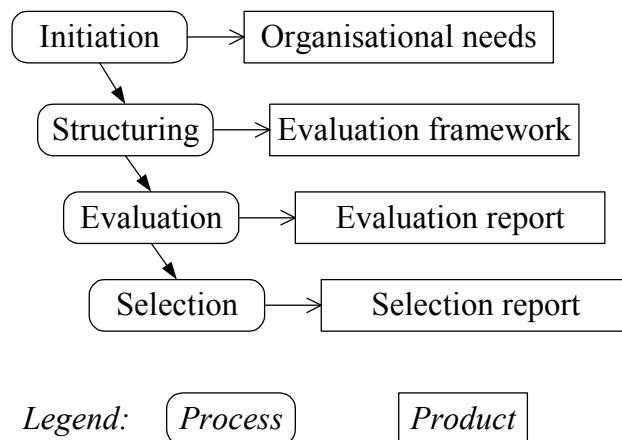 Initiation Organisational needs
Structuring Evaluation framework
Evaluation Evaluation report
Selection Selection report
Legend: Process Product